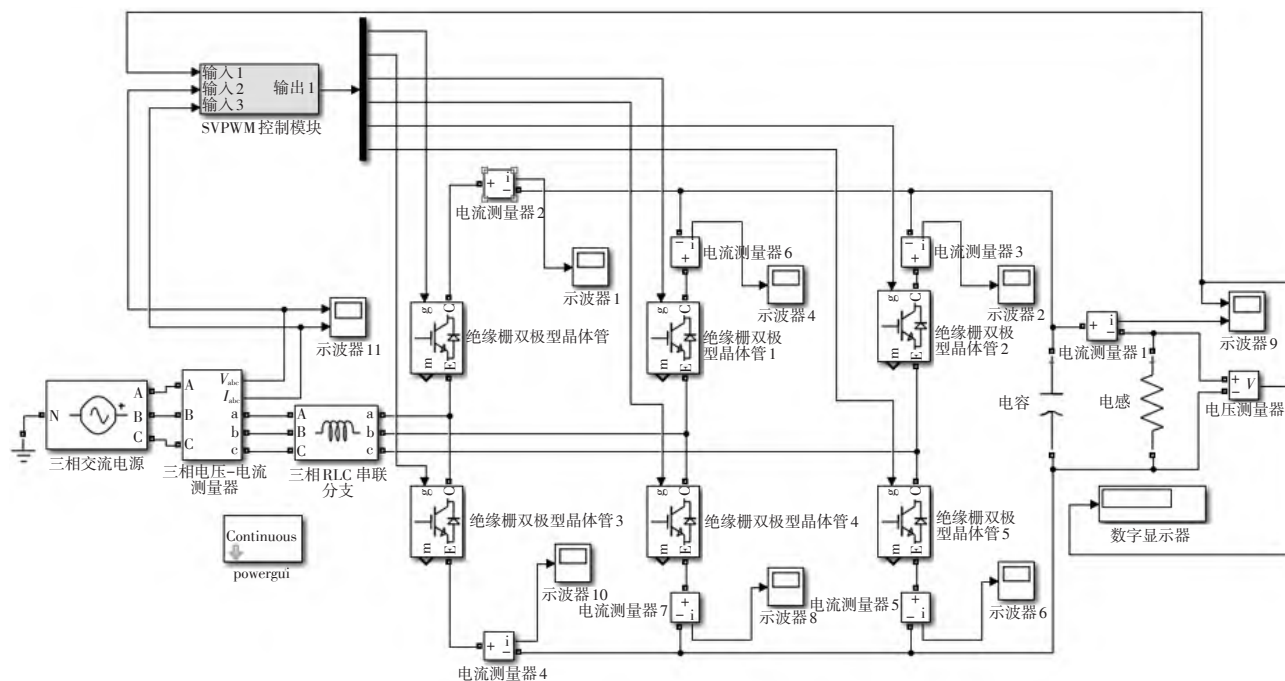 输入1
输入2
输入3
输出1
SVPWM控制模块
+
i
−
电流测量器2
示波器1
−
i
+
电流测量器6
示波器4
−
i
+
电流测量器3
示波器2
g
C
m
E
绝缘栅双极型晶体管
g
C
m
E
绝缘栅双极
型晶体管1
g
C
m
E
绝缘栅双极
型晶体管2
示波器11
+
i
−
电流测量器1
示波器9
N
+
A
B
C
三相交流电源
A
B
C
Vabc
Iabc
a
b
c
三相电压-电流
测量器
A
B
C
a
b
c
三相RLC串联
分支
电容
电感
+
−
V
电压测量器
g
C
m
E
绝缘栅双极型晶体管3
g
C
m
E
绝缘栅双极型晶体管4
g
C
m
E
绝缘栅双极
型晶体管5
数字显示器
Continuous
powergui
示波器10
+
i
−
电流测量器4
电流测量器7
+
−
i
示波器8
电流测量器5
+
−
i
示波器6